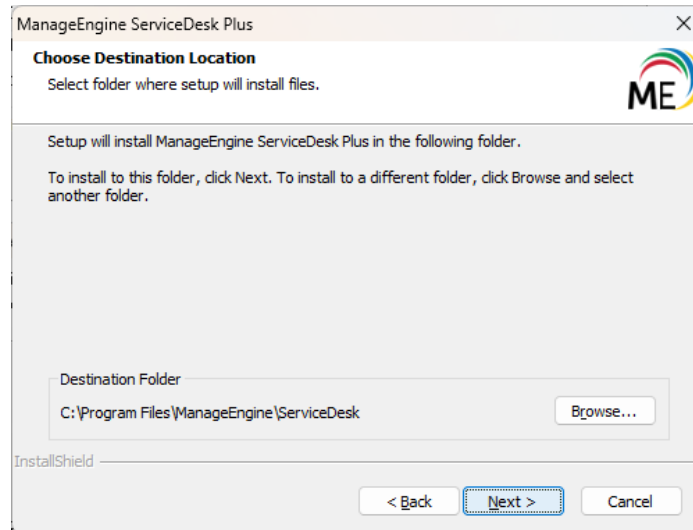 ManageEngine ServiceDesk Plus
Choose Destination Location
Select folder where setup will install files.
ME
Setup will install ManageEngine ServiceDesk Plus in the following folder.
To install to this folder, click Next. To install to a different folder, click Browse and select
another folder.
Destination Folder
C:\Program Files\ManageEngine\ServiceDesk
Browse...
InstallShield
< Back
Next >
Cancel